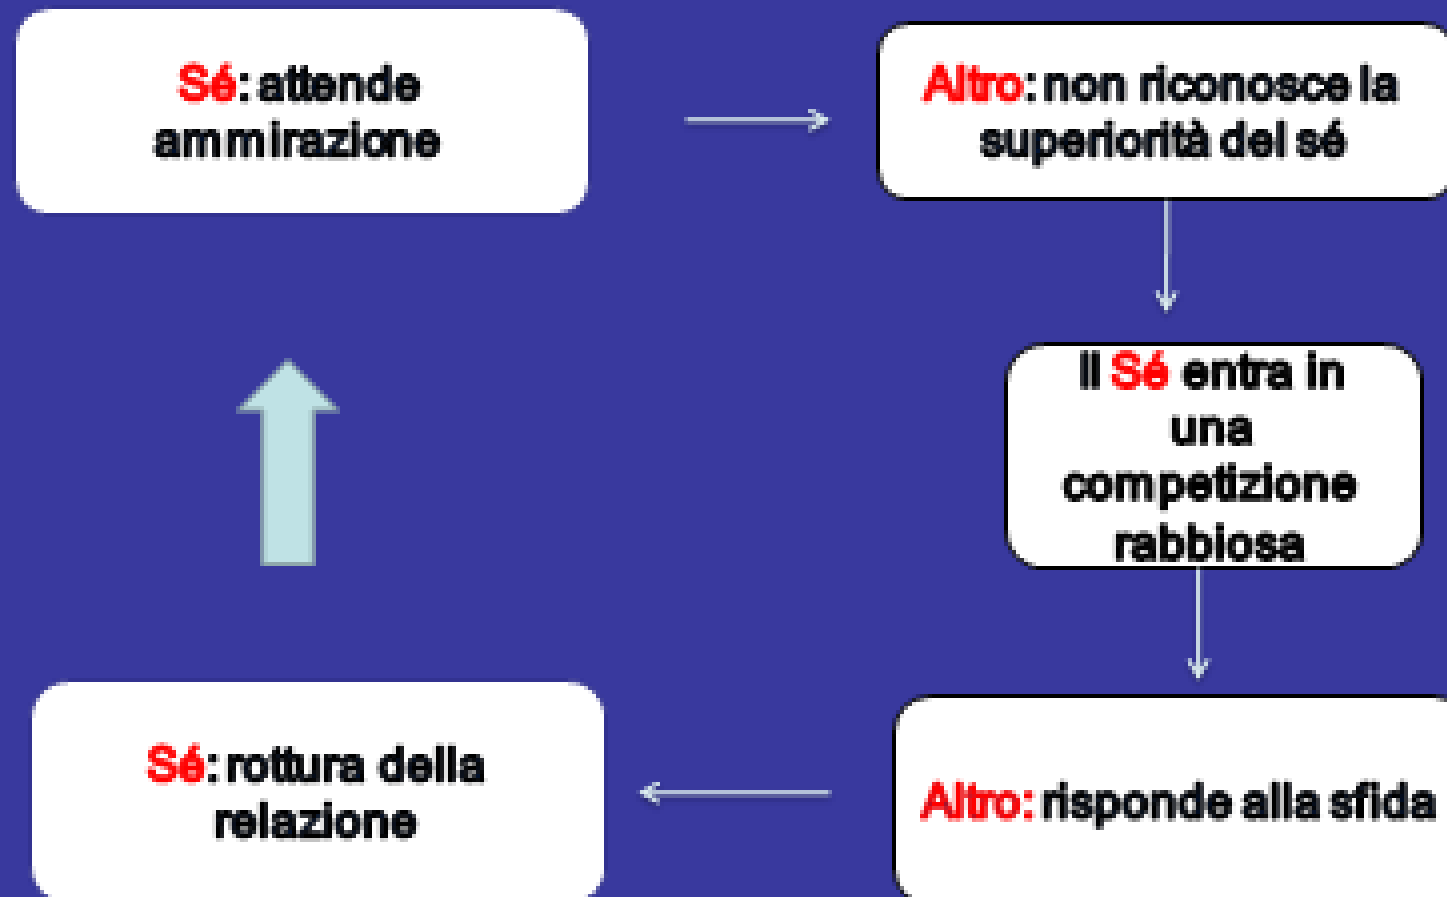 Sé: attende
ammirazione
Altro: non riconosce la
superiorità del sé
Il Sé entra in
una
competizione
rabbiosa
Altro: risponde alla sfida
Sé: rottura della
relazione